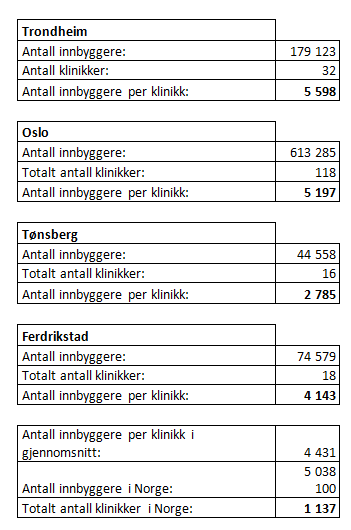 Trondheim
Antall innbyggere: 179 123
Antall klinikker: 32
Antall innbyggere per klinikk: 5 598
Oslo
Antall innbyggere: 613 285
Totalt antall klinikker: 118
Antall innbyggere per klinikk: 5 197
Tønsberg
Antall innbyggere: 44 558
Totalt antall klinikker: 16
Antall innbyggere per klinikk: 2 785
Ferdrikstad
Antall innbyggere: 74 579
Totalt antall klinikker: 18
Antall innbyggere per klinikk: 4 143
Antall innbyggere per klinikk i
gjennomsnitt: 4 431
5 038
Antall innbyggere i Norge: 100
Totalt antall klinikker i Norge: 1 137